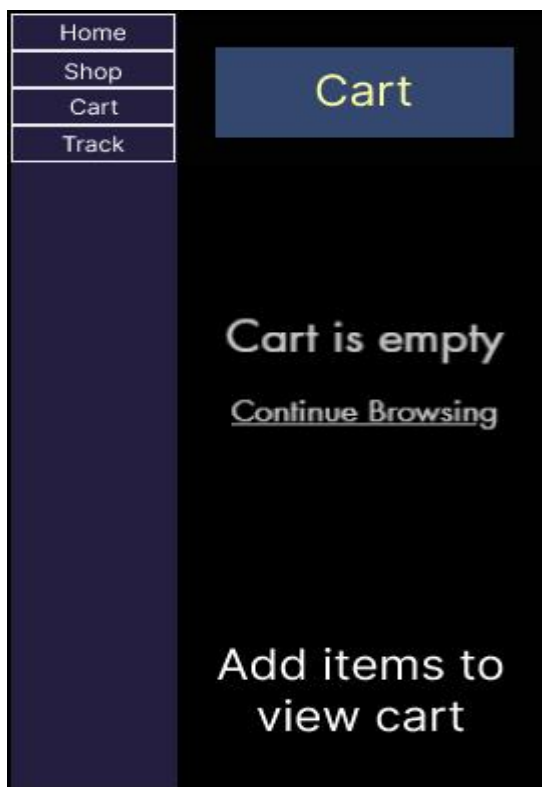 Home
Shop
Cart
Track
Cart
Cart is empty
Continue Browsing
Add items to
view cart